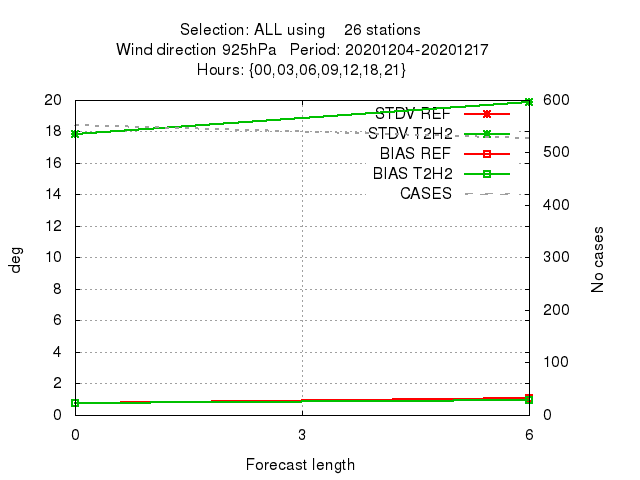 Selection: ALL using    26 stations
Wind direction 925hPa   Period: 20201204-20201217
Hours: {00,03,06,09,12,18,21}
20
18
16
14
12
10
8
6
4
2
0
deg
STDV REF
STDV T2H2
BIAS REF
BIAS T2H2
CASES
600
500
400
300
200
100
0
No cases
0
3
6
Forecast length